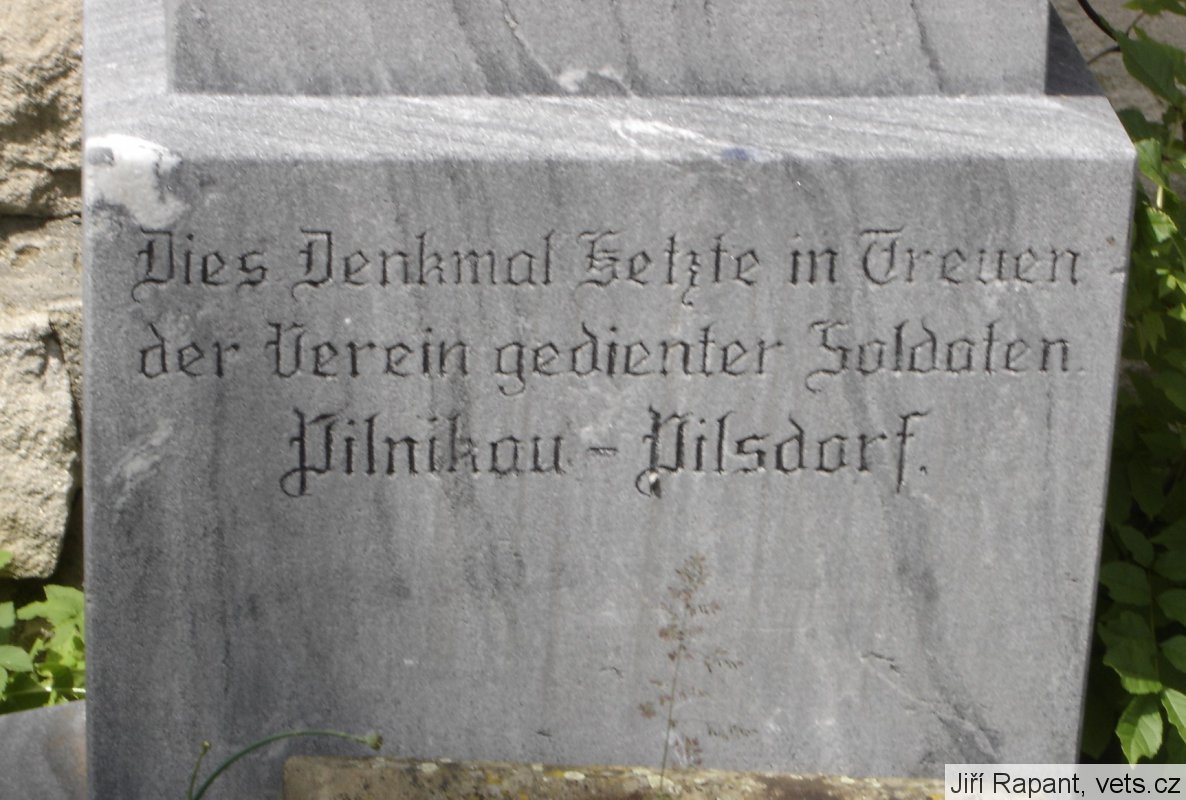 Dies Denkmal setzte in Treuen
der Verein gedienter Soldaten
Pilnikau - Pilsdorf.
Jiří Rapant, vets.cz